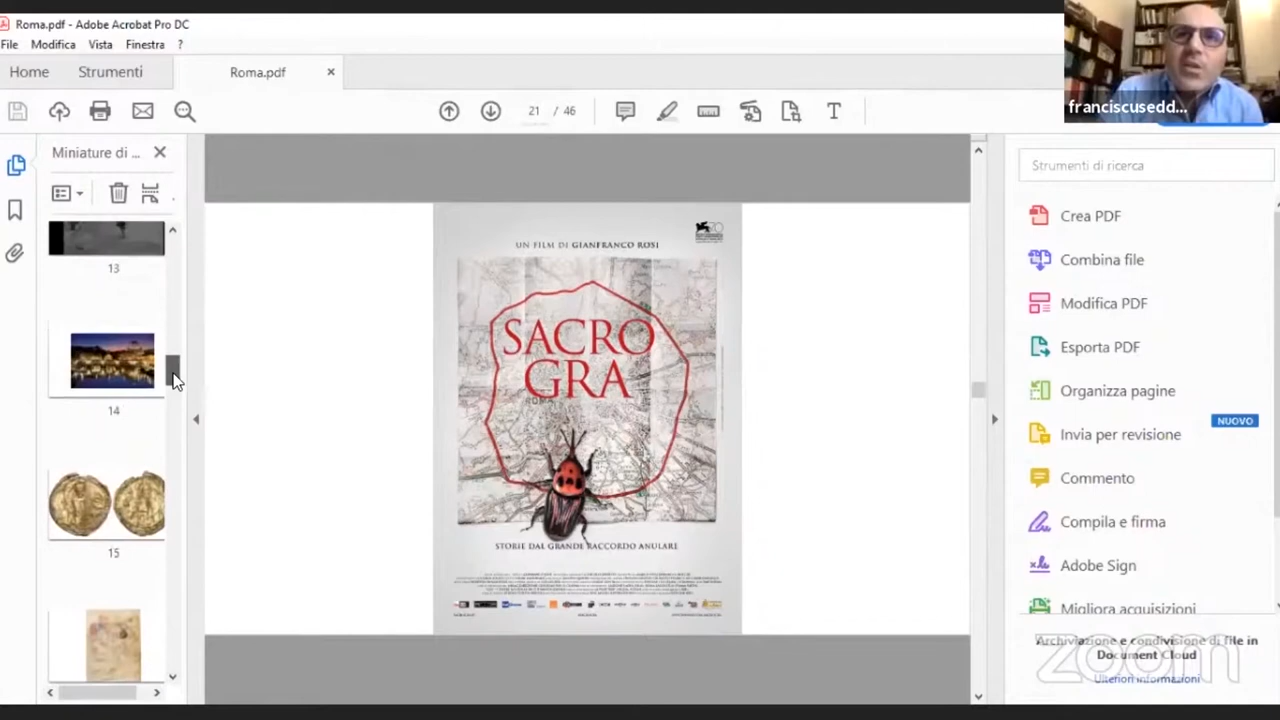 Roma.pdf - Adobe Acrobat Pro DC
File Modifica Vista Finestra ?
Home Strumenti Roma.pdf
21 / 46
franciscusedd...
Miniature di ...
13
14
15
UN FILM DI GIANFRANCO ROSI
SACRO
GRA
STORIE DAL GRANDE RACCORDO ANULARE
Strumenti di ricerca
Crea PDF
Combina file
Modifica PDF
Esporta PDF
Organizza pagine
NUOVO
Invia per revisione
Commento
Compila e firma
Adobe Sign
Migliora acquisizioni
Archiviazione e condivisione di file in
Document Cloud
Ulteriori informazioni
zoom